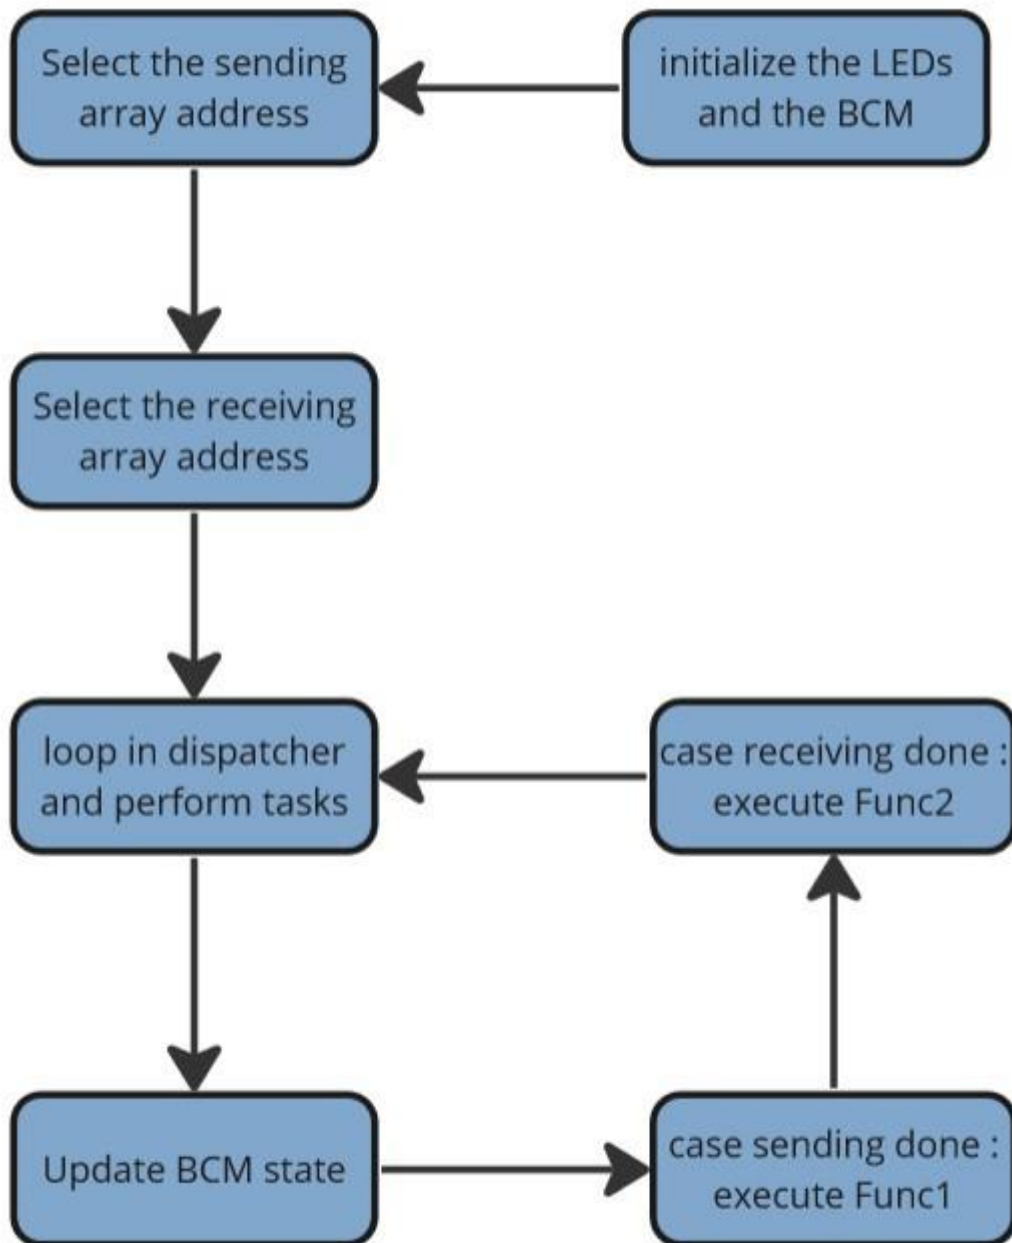 Select the sending
array address
initialize the LEDs
and the BCM
Select the receiving
array address
loop in dispatcher
and perform tasks
case receiving done :
execute Func2
Update BCM state
case sending done :
execute Func1